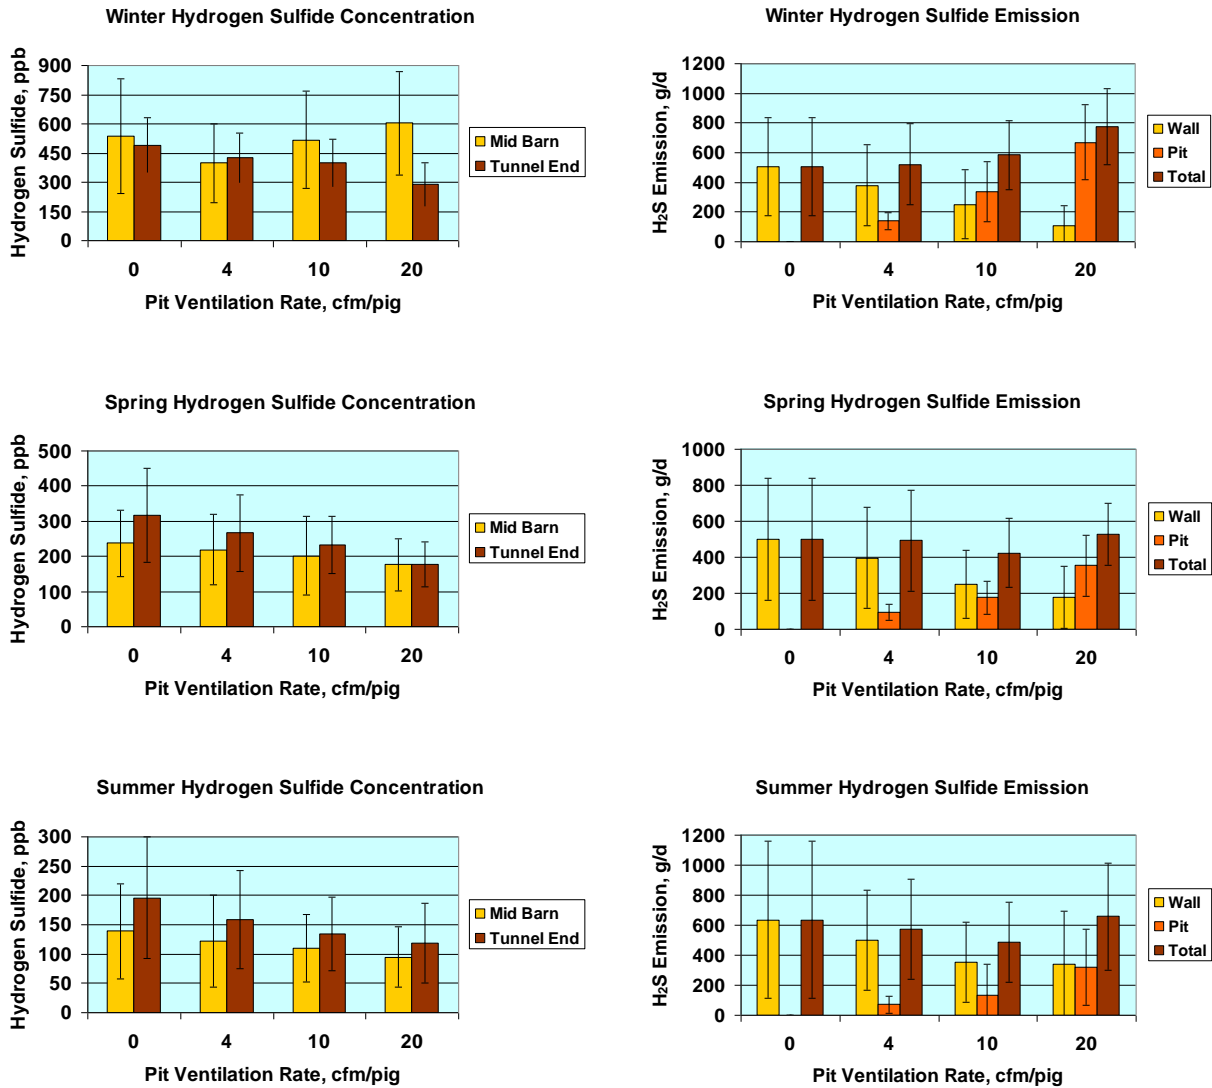 Winter Hydrogen Sulfide Concentration
Hydrogen Sulfide, ppb
900
750
600
450
300
150
0
0 4 10 20
Pit Ventilation Rate, cfm/pig
Mid Barn
Tunnel End
Winter Hydrogen Sulfide Emission
H₂S Emission, g/d
1200
1000
800
600
400
200
0
0 4 10 20
Pit Ventilation Rate, cfm/pig
Wall
Pit
Total
Spring Hydrogen Sulfide Concentration
Hydrogen Sulfide, ppb
500
400
300
200
100
0
0 4 10 20
Pit Ventilation Rate, cfm/pig
Mid Barn
Tunnel End
Spring Hydrogen Sulfide Emission
H₂S Emission, g/d
1000
800
600
400
200
0
0 4 10 20
Pit Ventilation Rate, cfm/pig
Wall
Pit
Total
Summer Hydrogen Sulfide Concentration
Hydrogen Sulfide, ppb
300
250
200
150
100
50
0
0 4 10 20
Pit Ventilation Rate, cfm/pig
Mid Barn
Tunnel End
Summer Hydrogen Sulfide Emission
H₂S Emission, g/d
1200
1000
800
600
400
200
0
0 4 10 20
Pit Ventilation Rate, cfm/pig
Wall
Pit
Total